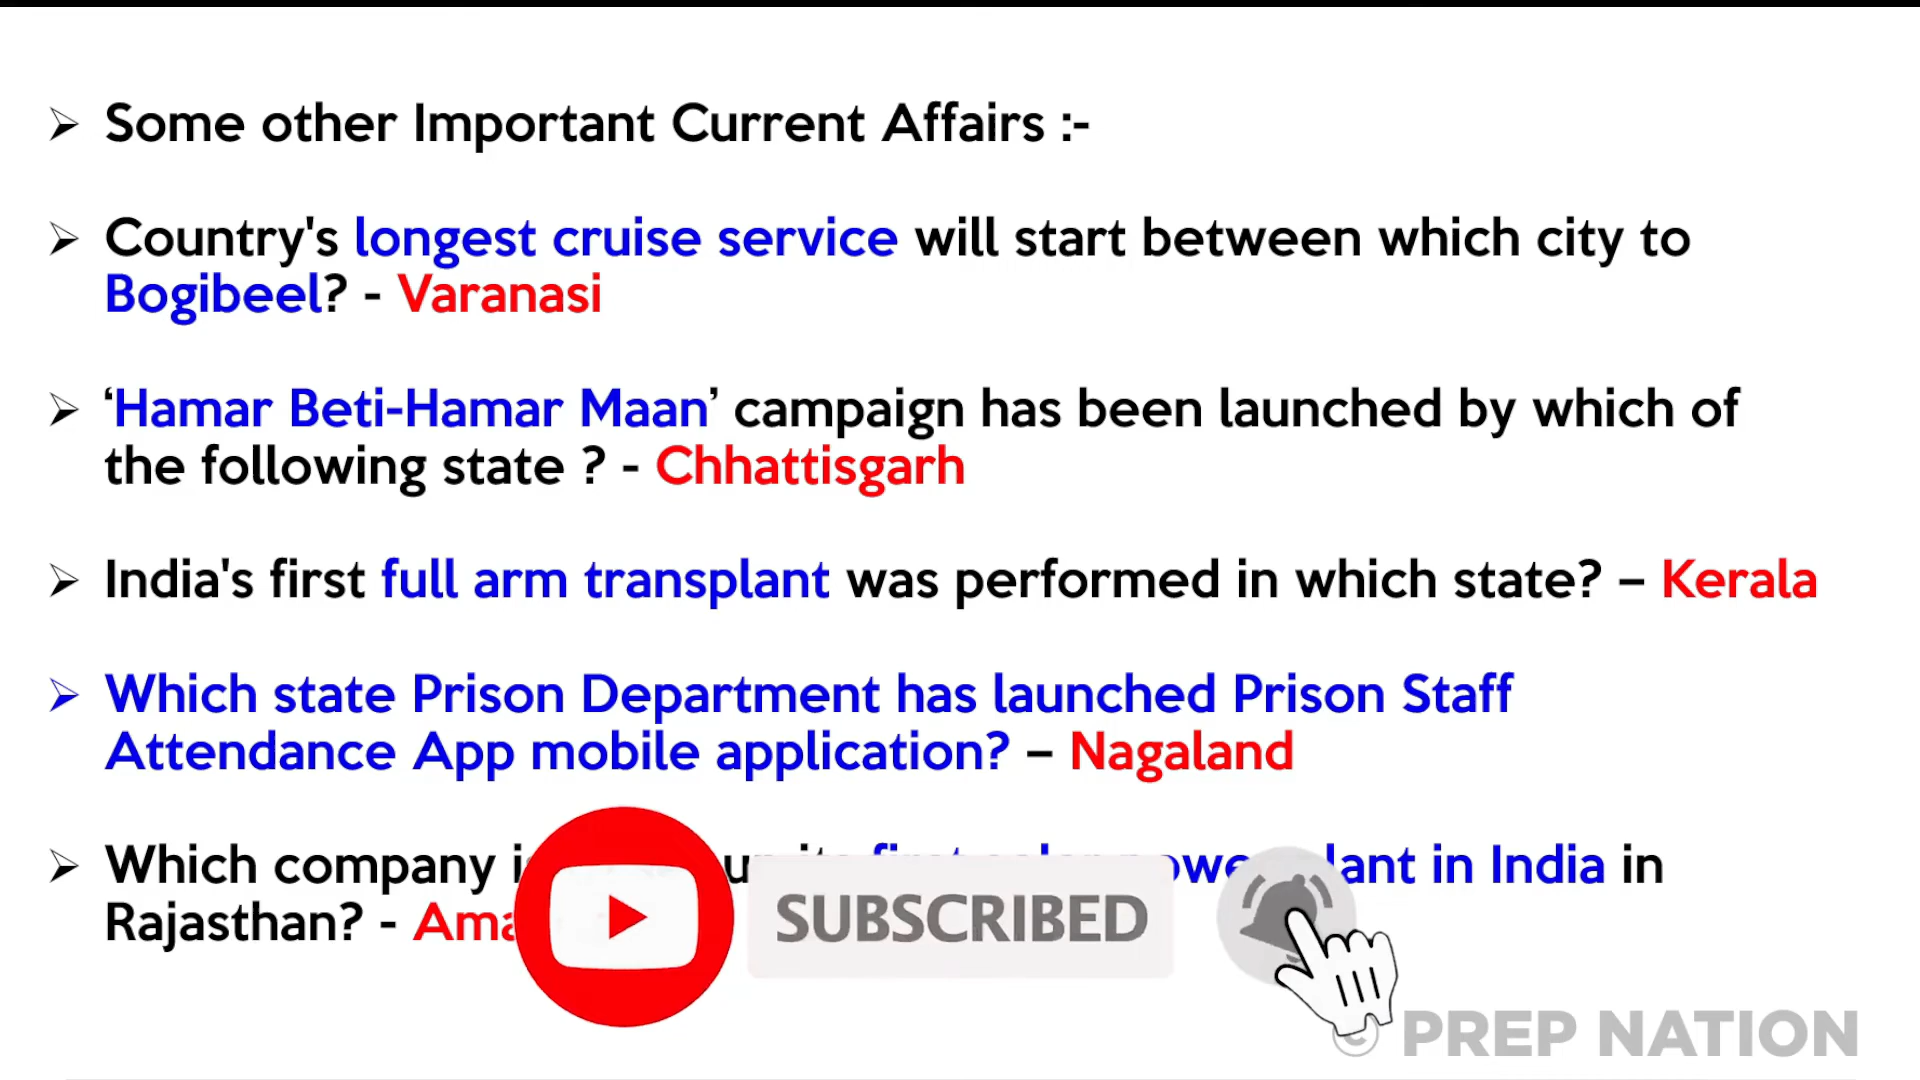 Some other Important Current Affairs :-
Country's longest cruise service will start between which city to
Bogibeel? - Varanasi
‘Hamar Beti-Hamar Maan’ campaign has been launched by which of
the following state ? - Chhattisgarh
India's first full arm transplant was performed in which state? – Kerala
Which state Prison Department has launched Prison Staff
Attendance App mobile application? – Nagaland
Which company in India in
Rajasthan? -
SUBSCRIBED
© PREP NATION